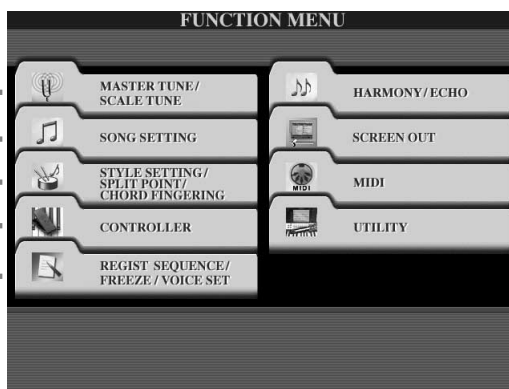 FUNCTION MENU
MASTER TUNE/
SCALE TUNE
SONG SETTING
STYLE SETTING/
SPLIT POINT/
CHORD FINGERING
CONTROLLER
REGIST SEQUENCE/
FREEZE/VOICE SET
HARMONY/ECHO
SCREEN OUT
MIDI
MIDI
UTILITY